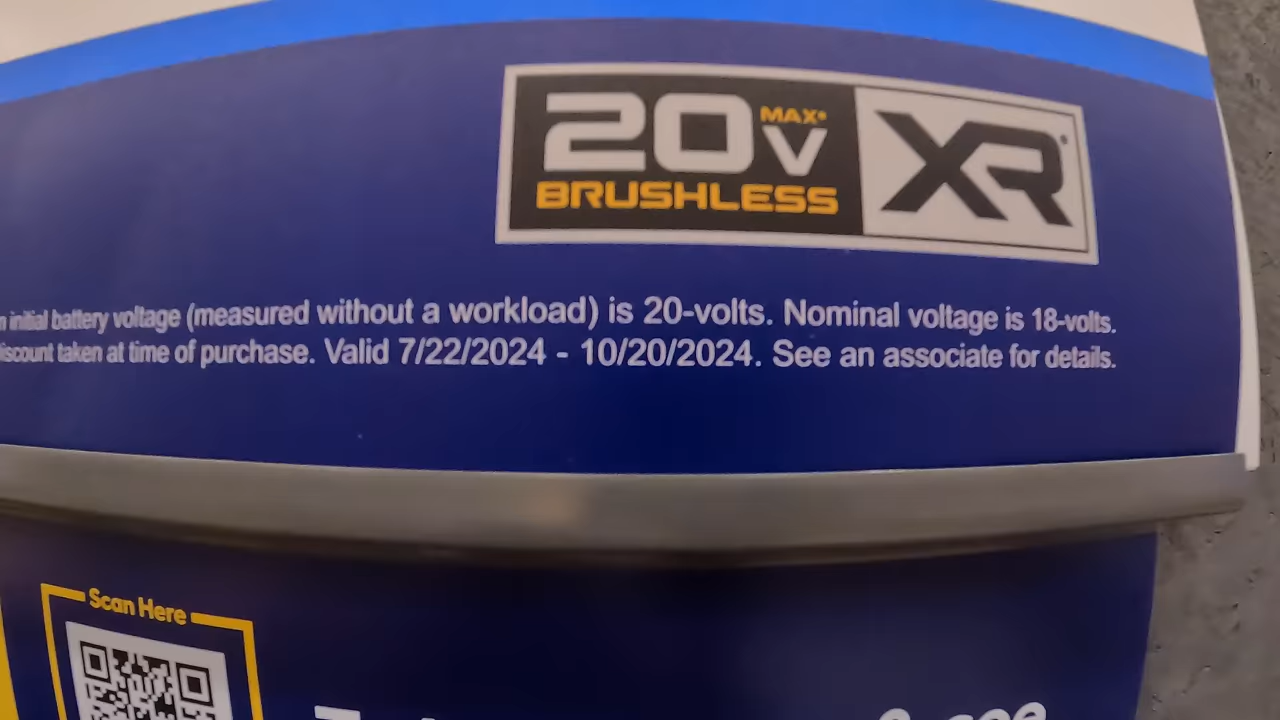 20V MAX*
BRUSHLESS
XR®
initial battery voltage (measured without a workload) is 20-volts. Nominal voltage is 18-volts.
discount taken at time of purchase. Valid 7/22/2024 - 10/20/2024. See an associate for details.
Scan Here